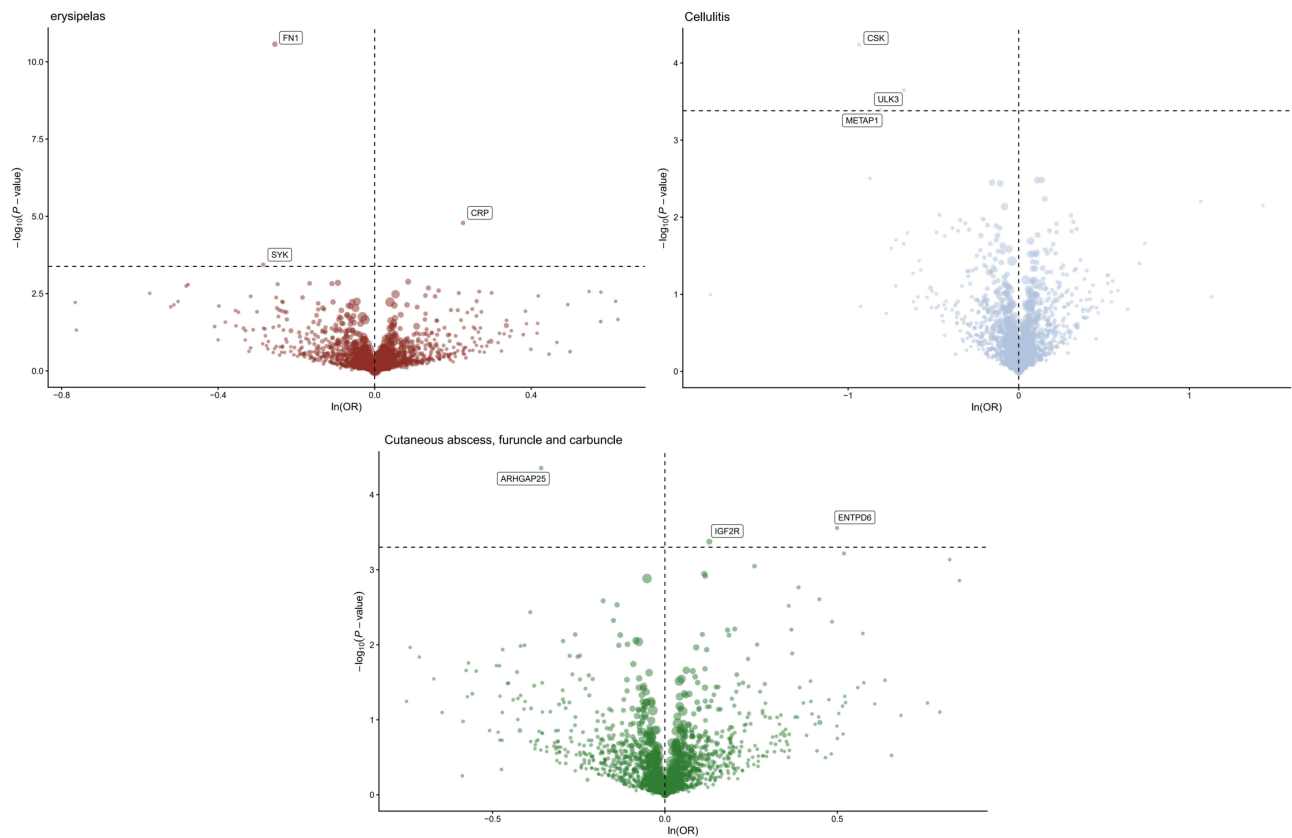 erysipelas
FN1
10.0
7.5
−log₁₀(P − value)
5.0
CRP
SYK
2.5
0.0
−0.8
−0.4
0.0
0.4
ln(OR)
Cellulitis
CSK
4
ULK3
METAP1
3
−log₁₀(P − value)
2
1
0
−1
0
1
ln(OR)
Cutaneous abscess, furuncle and carbuncle
ARHGAP25
4
ENTPD6
IGF2R
3
−log₁₀(P − value)
2
1
0
−0.5
0.0
0.5
ln(OR)